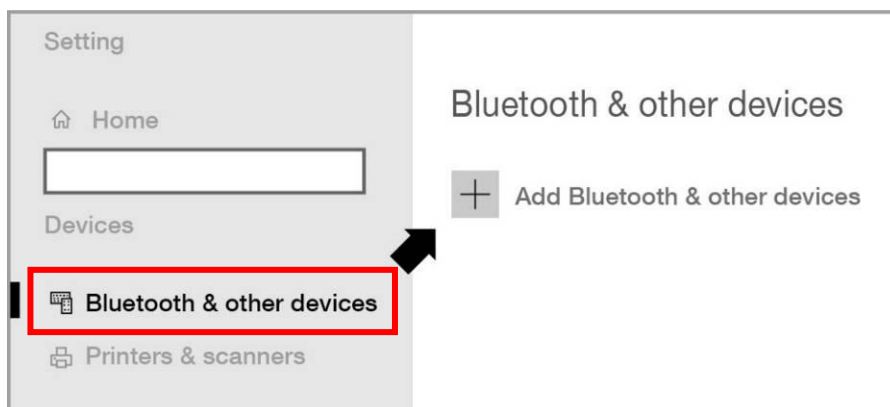 Setting
Home
Devices
Bluetooth & other devices
Printers & scanners
Bluetooth & other devices
Add Bluetooth & other devices